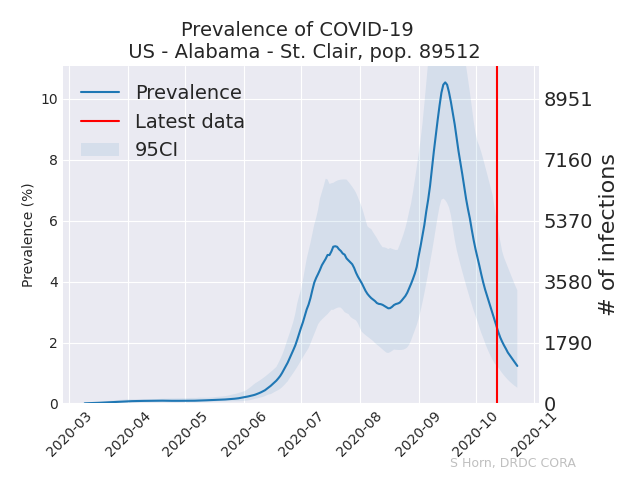 Prevalence of COVID-19
US - Alabama - St. Clair, pop. 89512
Prevalence
Latest data
95CI
Prevalence (%)
10
8
6
4
2
0
8951
7160
5370
3580
1790
0
# of infections
2020-03
2020-04
2020-05
2020-06
2020-07
2020-08
2020-09
2020-10
2020-11
S Horn, DRDC CORA